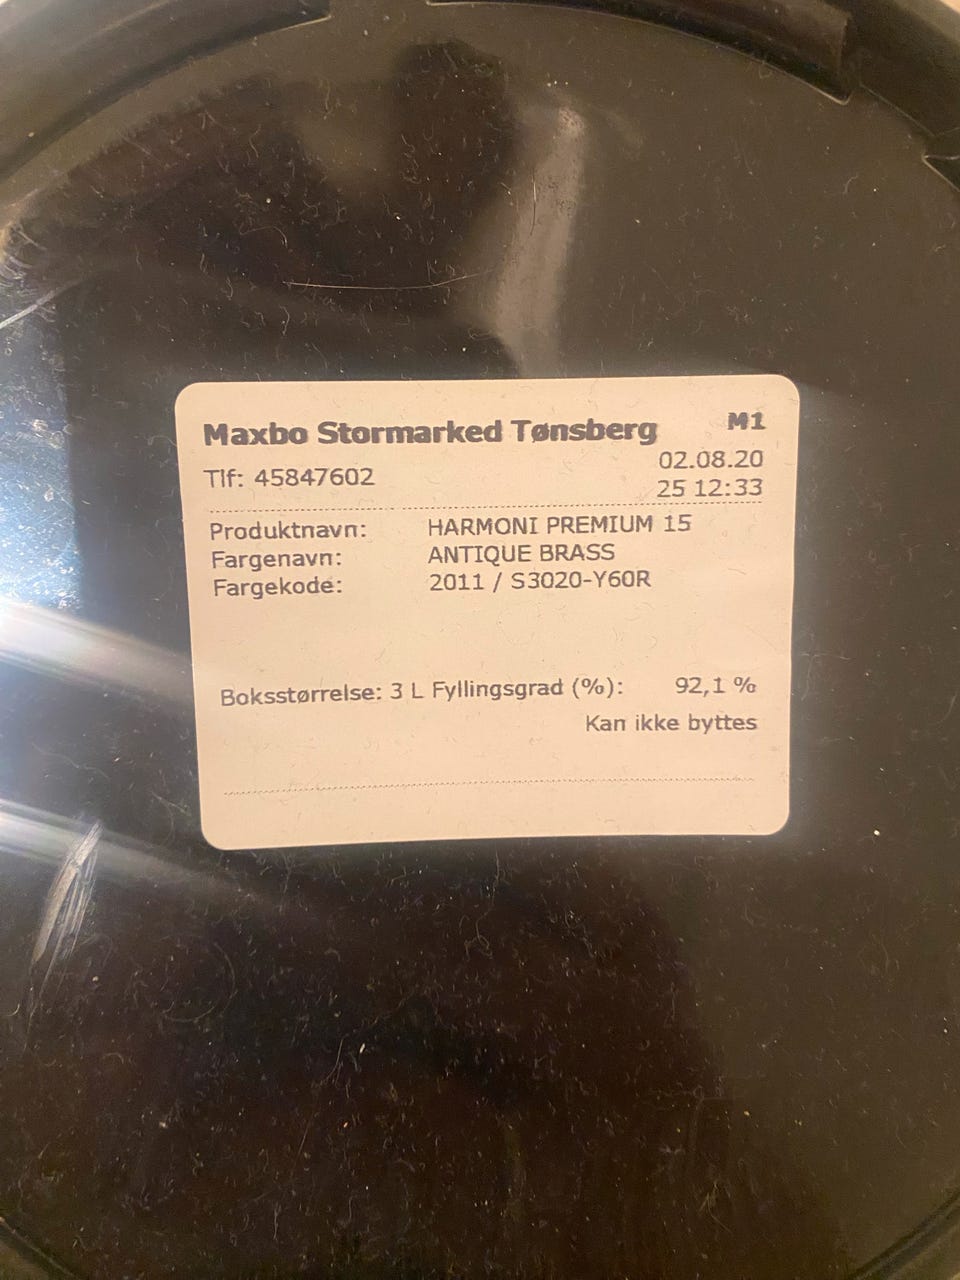 Maxbo Stormarked Tønsberg M1
Tlf: 45847602 02.08.20
25 12:33
Produktnavn: HARMONI PREMIUM 15
Fargenavn: ANTIQUE BRASS
Fargekode: 2011 / S3020-Y60R
Boksstørrelse: 3 L Fyllingsgrad (%): 92,1 %
Kan ikke byttes